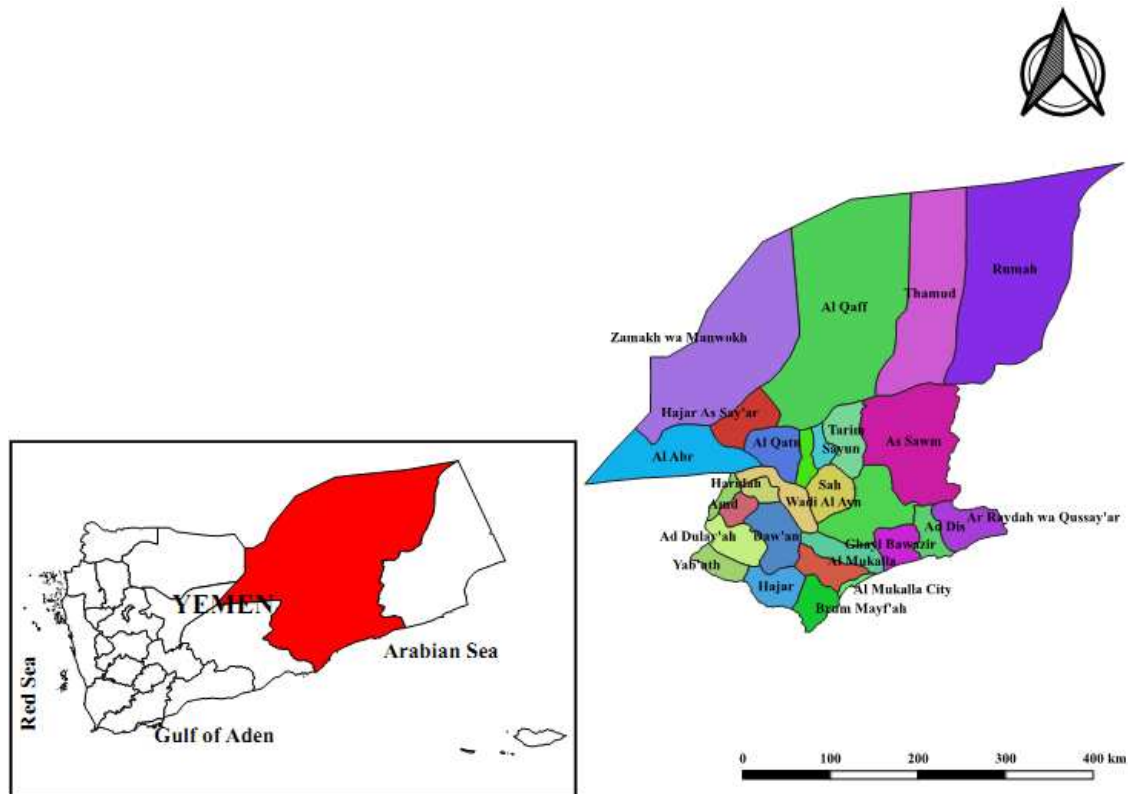 Rumah
Thamud
Al Qaff
Zamakh wa Manwokh
Hajar As Say'ar
Tarim
Al Qatn
As Sawm
Sayun
Al Abr
Haridah
Sah
Wadi Al Ayn
Amd
Ar Raydah wa Qussay'ar
Ad Dis
Ad Dulay'ah
Daw'an
Ghayl Bawazir
Yab'ath
Al Mukalla
Hajar
Al Mukalla City
Brum Mayf'ah
YEMEN
Arabian Sea
Red Sea
Gulf of Aden
0 100 200 300 400 km